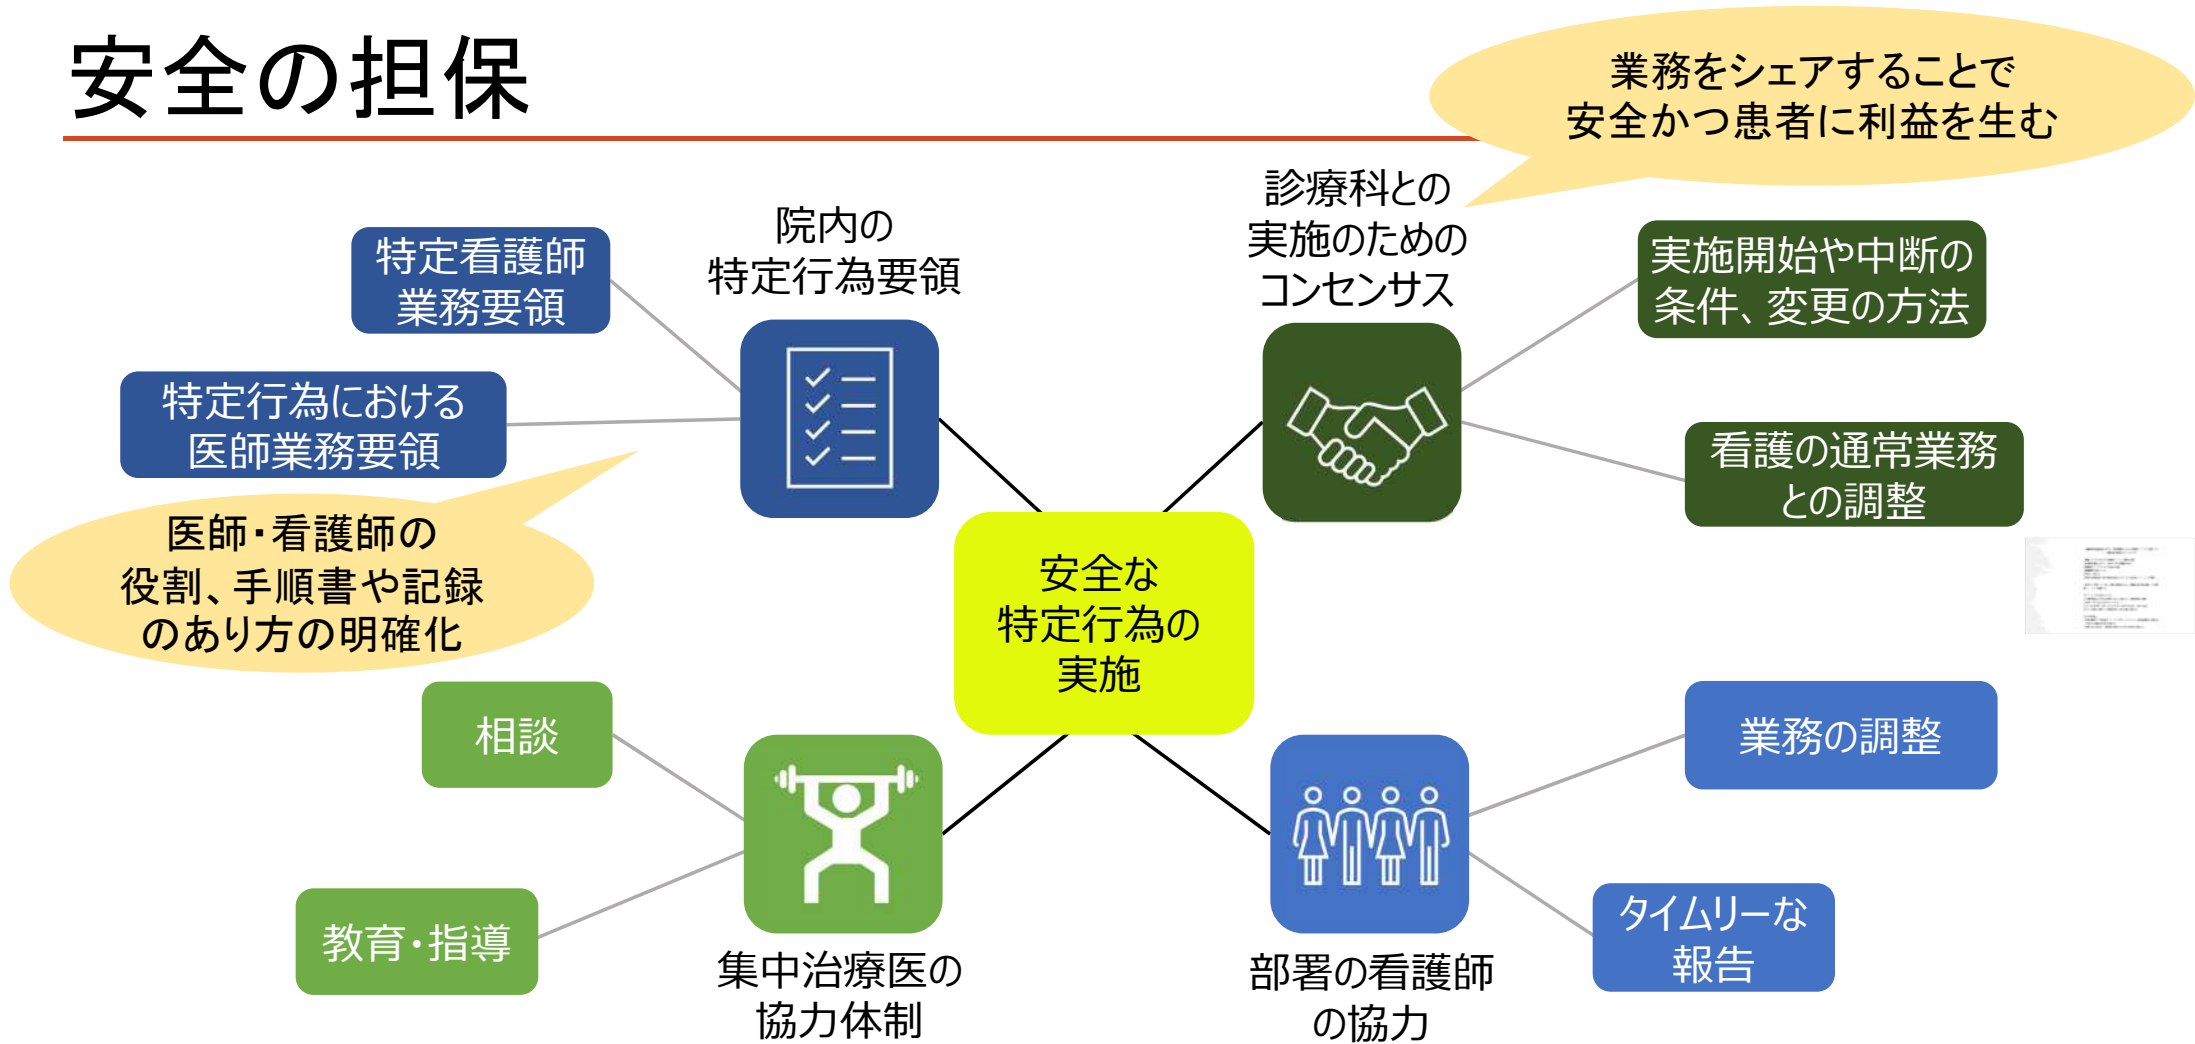 安全の担保
業務をシェアすることで
安全かつ患者に利益を生む
院内の
特定行為要領
診療科との
実施のための
コンセンサス
特定看護師
業務要領
特定行為における
医師業務要領
実施開始や中断の
条件、変更の方法
看護の通常業務
との調整
医師・看護師の
役割、手順書や記録
のあり方の明確化
安全な
特定行為の
実施
相談
教育・指導
集中治療医の
協力体制
業務の調整
タイムリーな
報告
部署の看護師
の協力